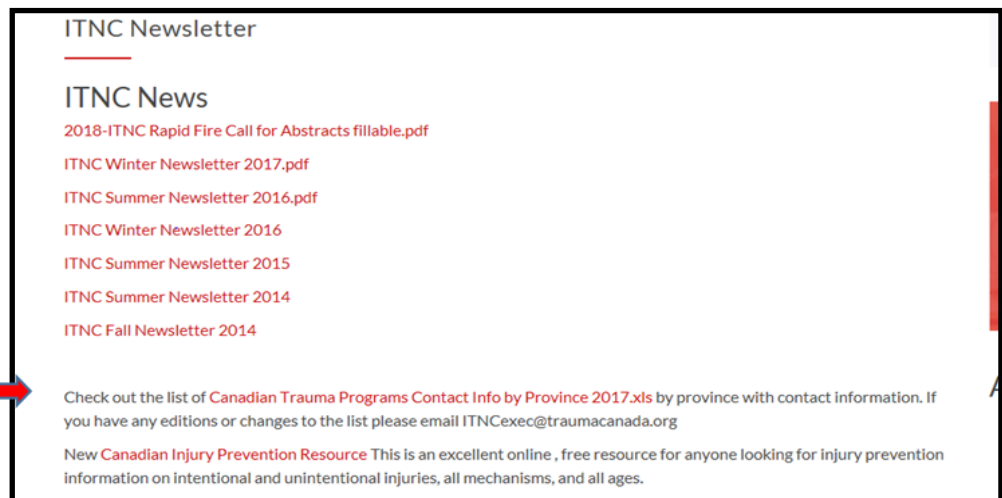 ITNC Newsletter
ITNC News
2018-ITNC Rapid Fire Call for Abstracts fillable.pdf
ITNC Winter Newsletter 2017.pdf
ITNC Summer Newsletter 2016.pdf
ITNC Winter Newsletter 2016
ITNC Summer Newsletter 2015
ITNC Summer Newsletter 2014
ITNC Fall Newsletter 2014
Check out the list of Canadian Trauma Programs Contact Info by Province 2017.xls by province with contact information. If
you have any editions or changes to the list please email ITNCexec@traumacanada.org
New Canadian Injury Prevention Resource This is an excellent online , free resource for anyone looking for injury prevention
information on intentional and unintentional injuries, all mechanisms, and all ages.